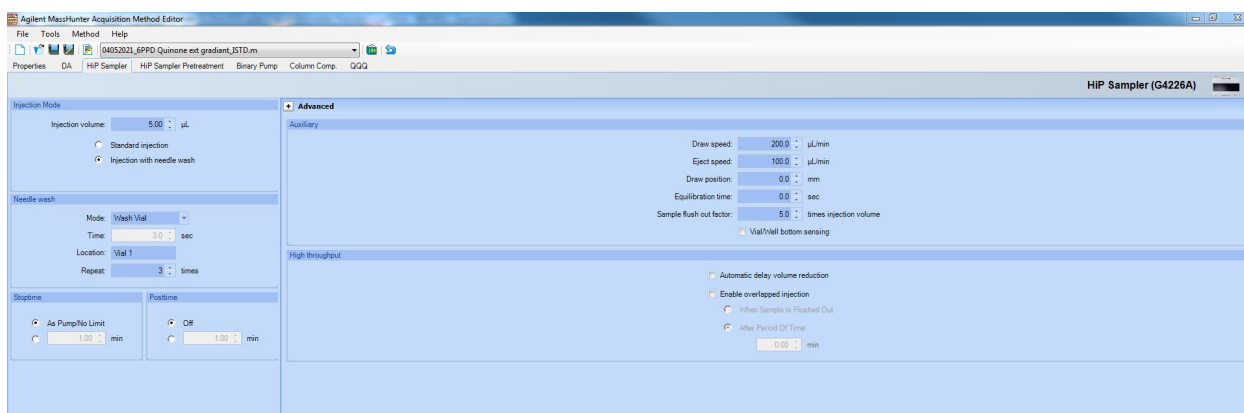 Agilent MassHunter Acquisition Method Editor
File Tools Method Help
04052021_6PPD Quinone ext gradiant_ISTD.m
Properties DA HiP Sampler HiP Sampler Pretreatment Binary Pump Column Comp. QQQ
HiP Sampler (G4226A)
Injection Mode
Injection volume: 5.00 µL
Standard injection
Injection with needle wash
Needle wash
Mode: Wash Vial
Time: 3.0 sec
Location: Vial 1
Repeat: 3 times
Stoptime
As Pump/No Limit
1.00 min
Posttime
Off
1.00 min
+ Advanced
Auxiliary
Draw speed: 200.0 µL/min
Eject speed: 100.0 µL/min
Draw position: 0.0 mm
Equilibration time: 0.0 sec
Sample flush out factor: 5.0 times injection volume
Vial/Well bottom sensing
High throughput
Automatic delay volume reduction
Enable overlapped injection
When Sample Is Flushed Out
After Period Of Time
0.00 min